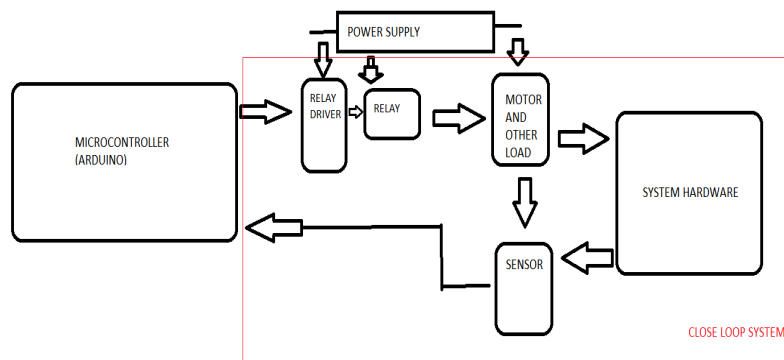 POWER SUPPLY
MICROCONTROLLER
(ARDUINO)
RELAY
DRIVER
RELAY
MOTOR
AND
OTHER
LOAD
SYSTEM HARDWARE
SENSOR
CLOSE LOOP SYSTEM